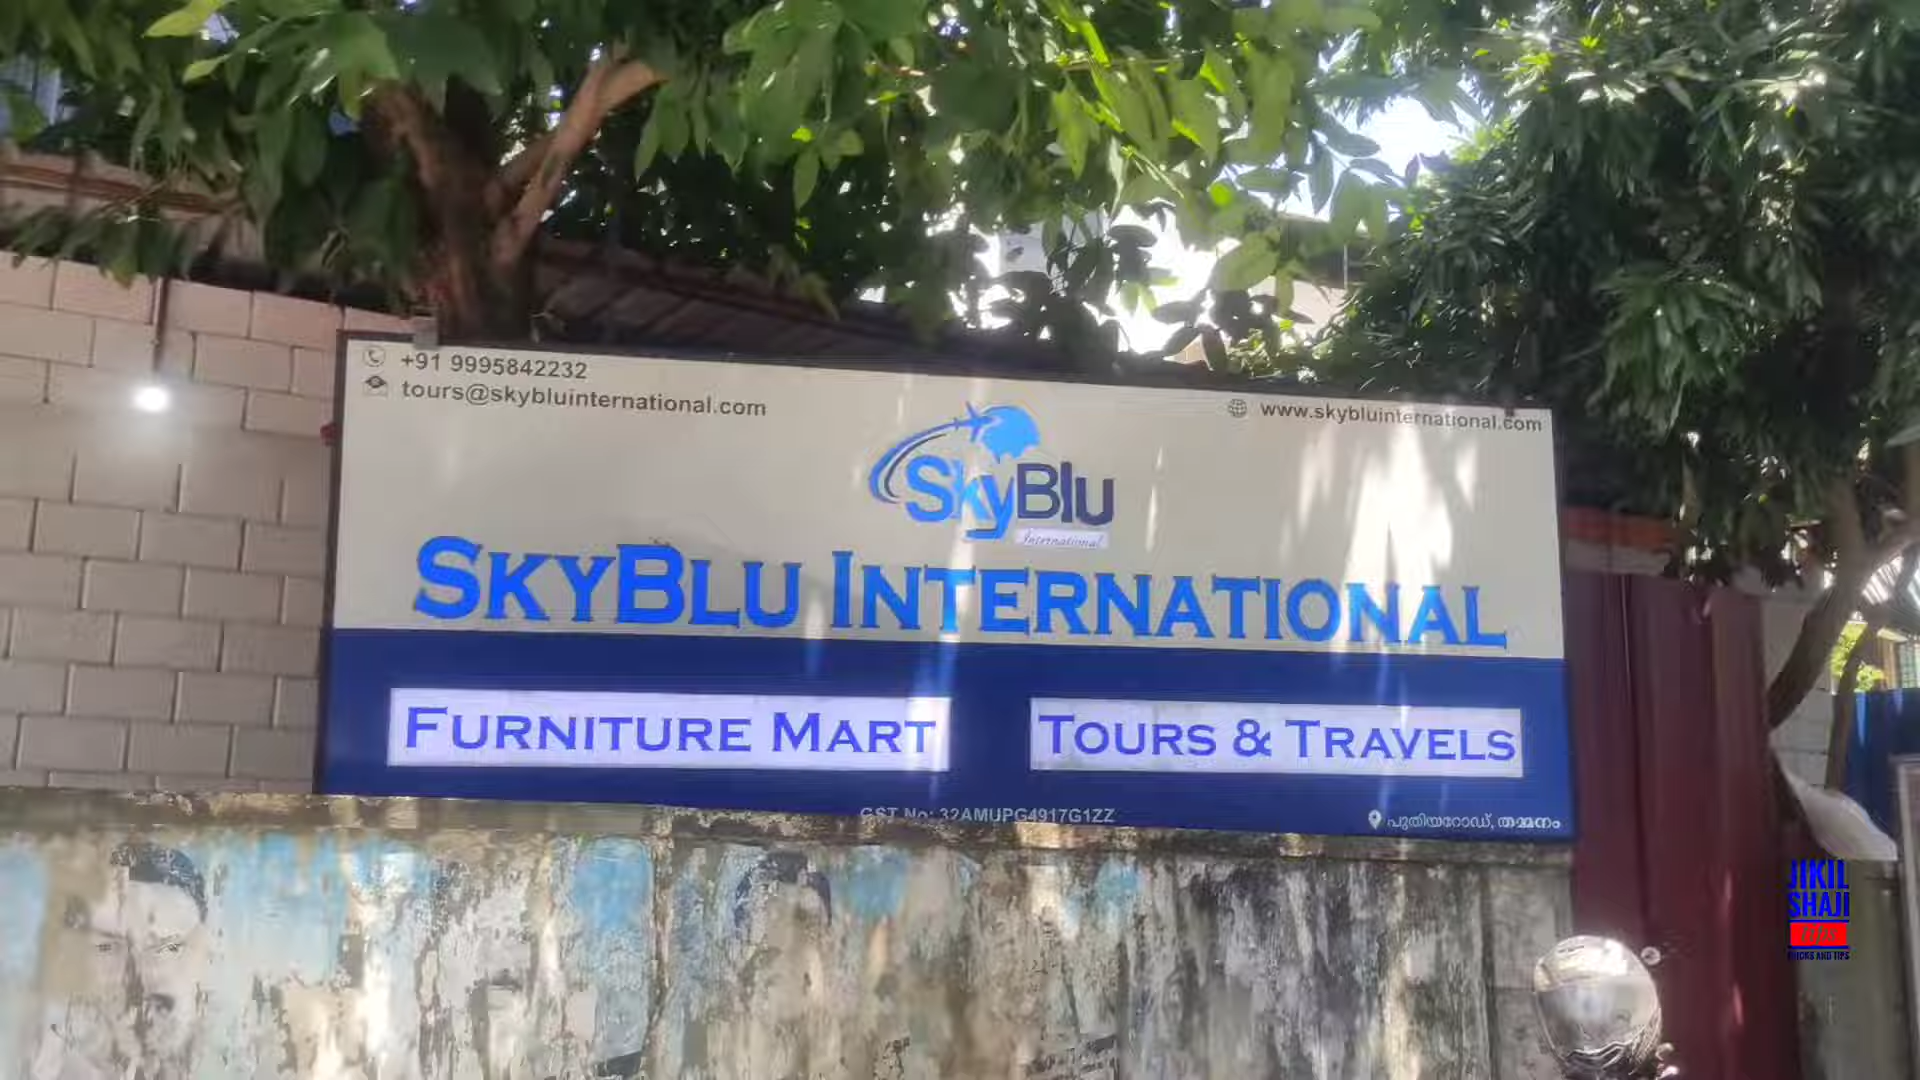 +91 9995842232
tours@skybluinternational.com
www.skybluinternational.com
SkyBlu
International
SKYBLU INTERNATIONAL
FURNITURE MART
TOURS & TRAVELS
GST No: 32AMUPG4917G1ZZ
പുതിയറോഡ്, തമ്മനം
JIKIL
SHAJI
TRICKS AND TIPS